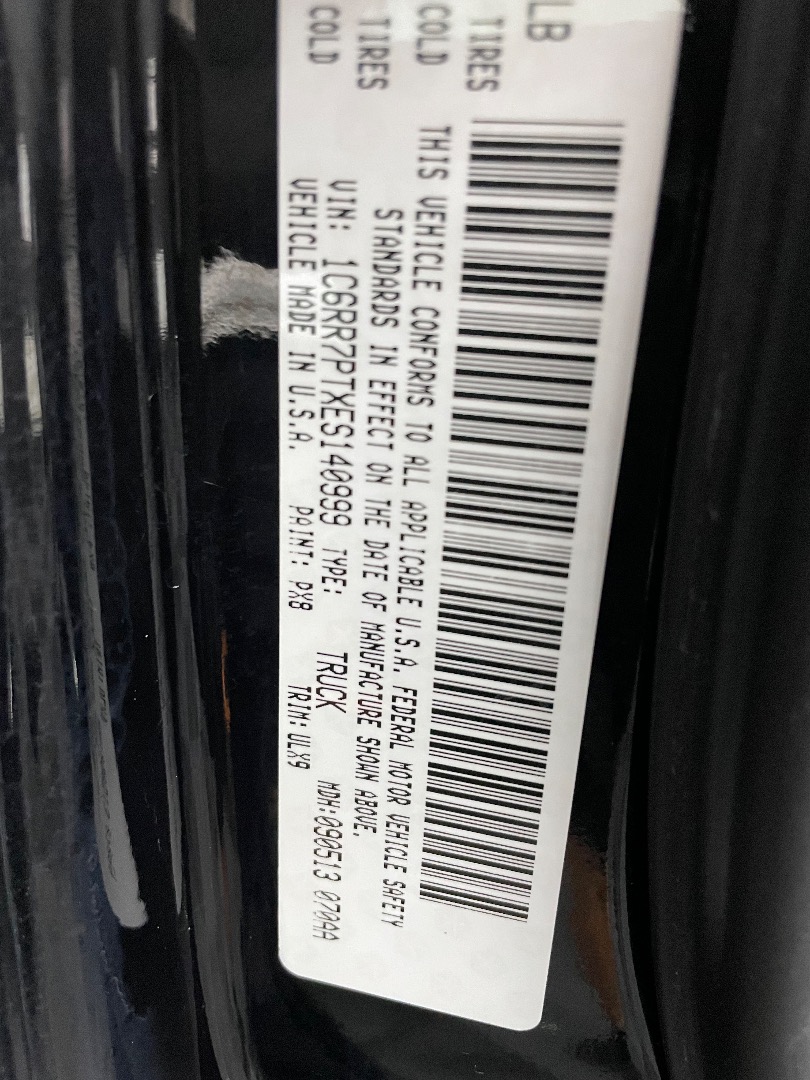 LB
TIRES COLD
TIRES COLD
THIS VEHICLE CONFORMS TO ALL APPLICABLE U.S.A. FEDERAL MOTOR VEHICLE SAFETY
STANDARDS IN EFFECT ON THE DATE OF MANUFACTURE SHOWN ABOVE.
VIN: 1C6RR7PTXES140999 TYPE: TRUCK MDH:090513 070AA
VEHICLE MADE IN U.S.A. PAINT: PX8 TRIM: ULX9